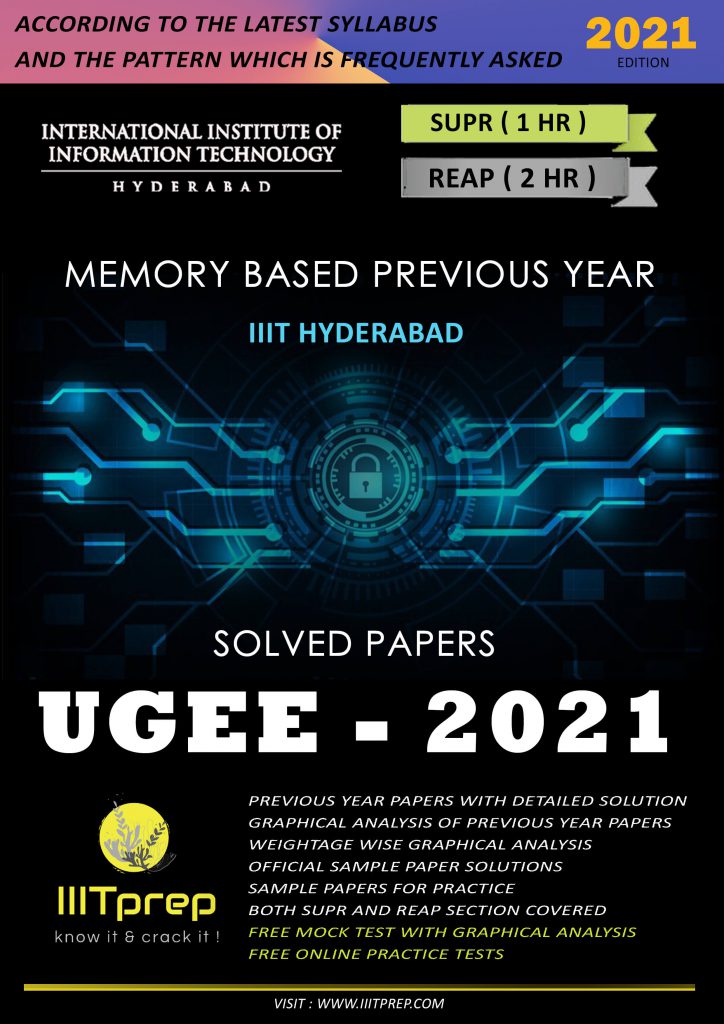 ACCORDING TO THE LATEST SYLLABUS
AND THE PATTERN WHICH IS FREQUENTLY ASKED
2021
EDITION
INTERNATIONAL INSTITUTE OF
INFORMATION TECHNOLOGY
HYDERABAD
SUPR ( 1 HR )
REAP ( 2 HR )
MEMORY BASED PREVIOUS YEAR
IIIT HYDERABAD
SOLVED PAPERS
UGEE - 2021
IIITprep
know it & crack it !
PREVIOUS YEAR PAPERS WITH DETAILED SOLUTION
GRAPHICAL ANALYSIS OF PREVIOUS YEAR PAPERS
WEIGHTAGE WISE GRAPHICAL ANALYSIS
OFFICIAL SAMPLE PAPER SOLUTIONS
SAMPLE PAPERS FOR PRACTICE
BOTH SUPR AND REAP SECTION COVERED
FREE MOCK TEST WITH GRAPHICAL ANALYSIS
FREE ONLINE PRACTICE TESTS
VISIT : WWW.IIITPREP.COM